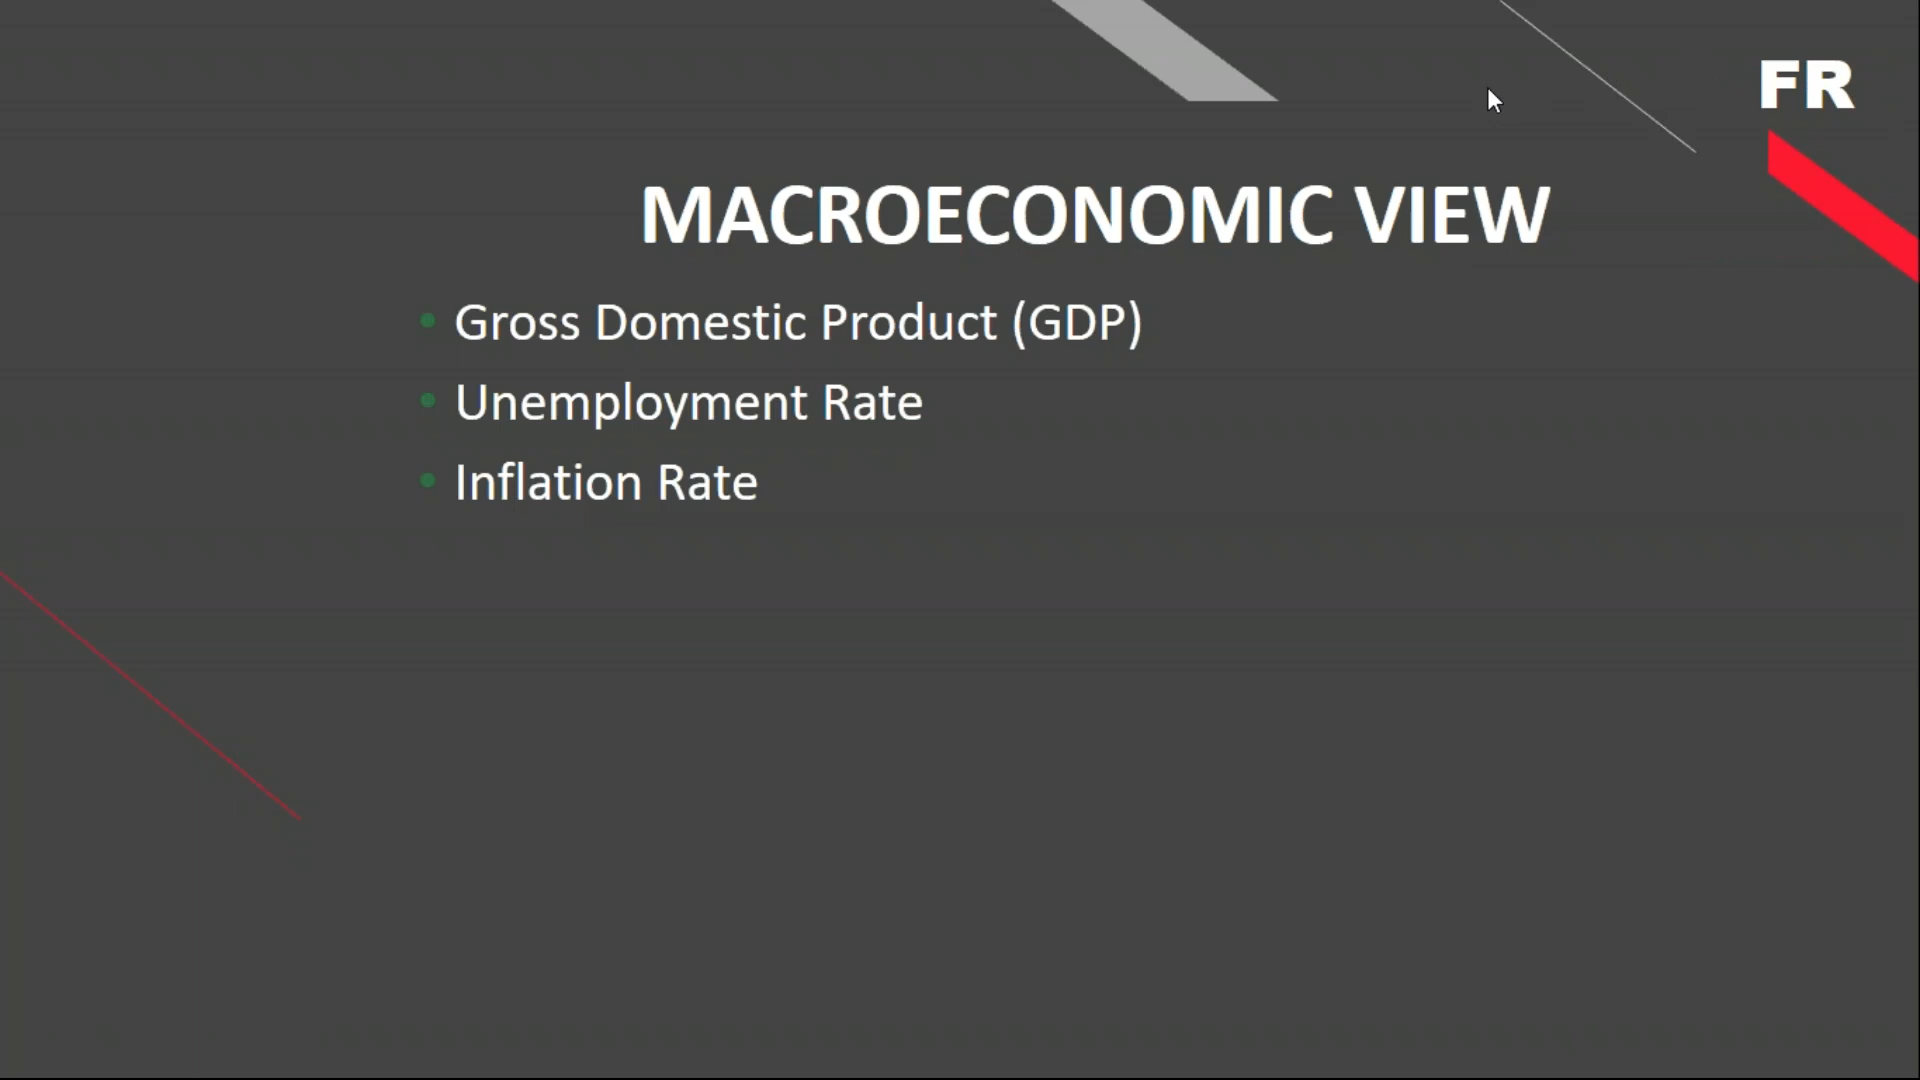 FR
MACROECONOMIC VIEW
• Gross Domestic Product (GDP)
• Unemployment Rate
• Inflation Rate